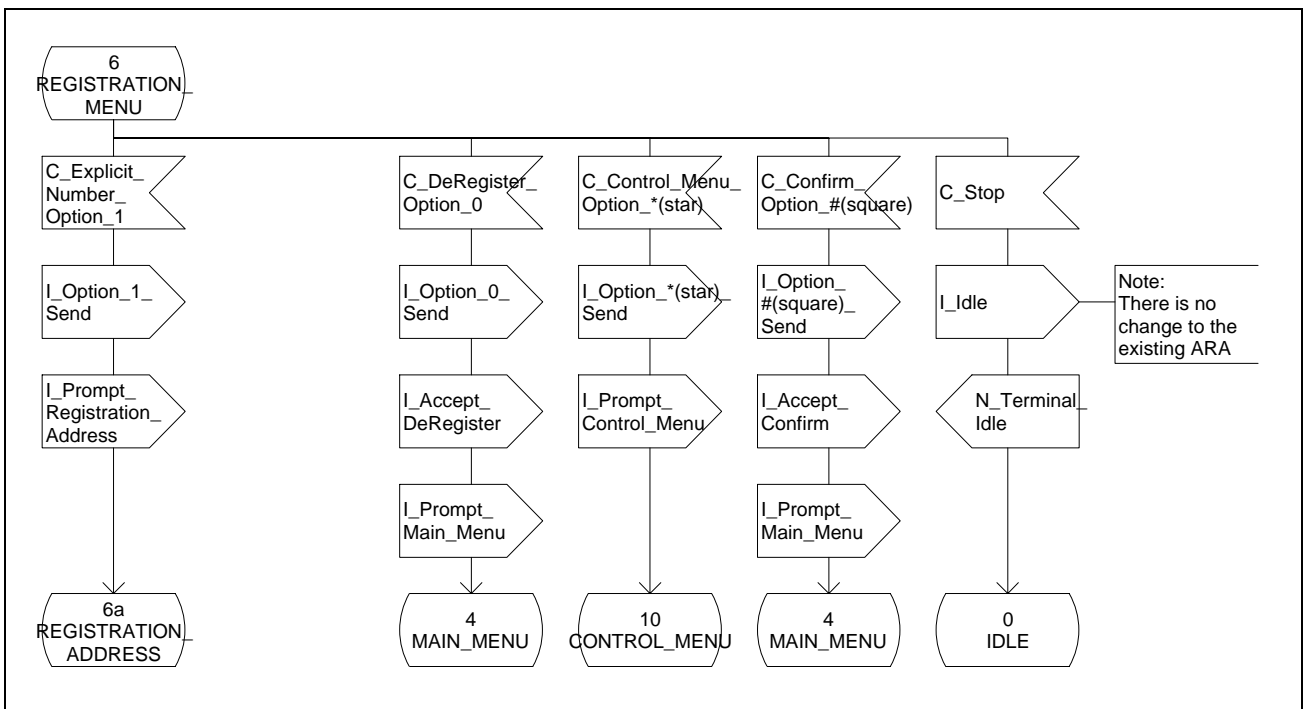 6
REGISTRATION_
MENU
C_Explicit_
Number_
Option_1
C_DeRegister_
Option_0
C_Control_Menu_
Option_*(star)
C_Confirm_
Option_#(square)
C_Stop
I_Option_1_
Send
I_Option_0_
Send
I_Option_*(star)_
Send
I_Option_
#(square)_
Send
I_Idle
Note:
There is no
change to the
existing ARA
I_Prompt_
Registration_
Address
I_Accept_
DeRegister
I_Prompt_
Control_Menu
I_Accept_
Confirm
N_Terminal_
Idle
I_Prompt_
Main_Menu
I_Prompt_
Main_Menu
6a
REGISTRATION_
ADDRESS
4
MAIN_MENU
10
CONTROL_MENU
4
MAIN_MENU
0
IDLE